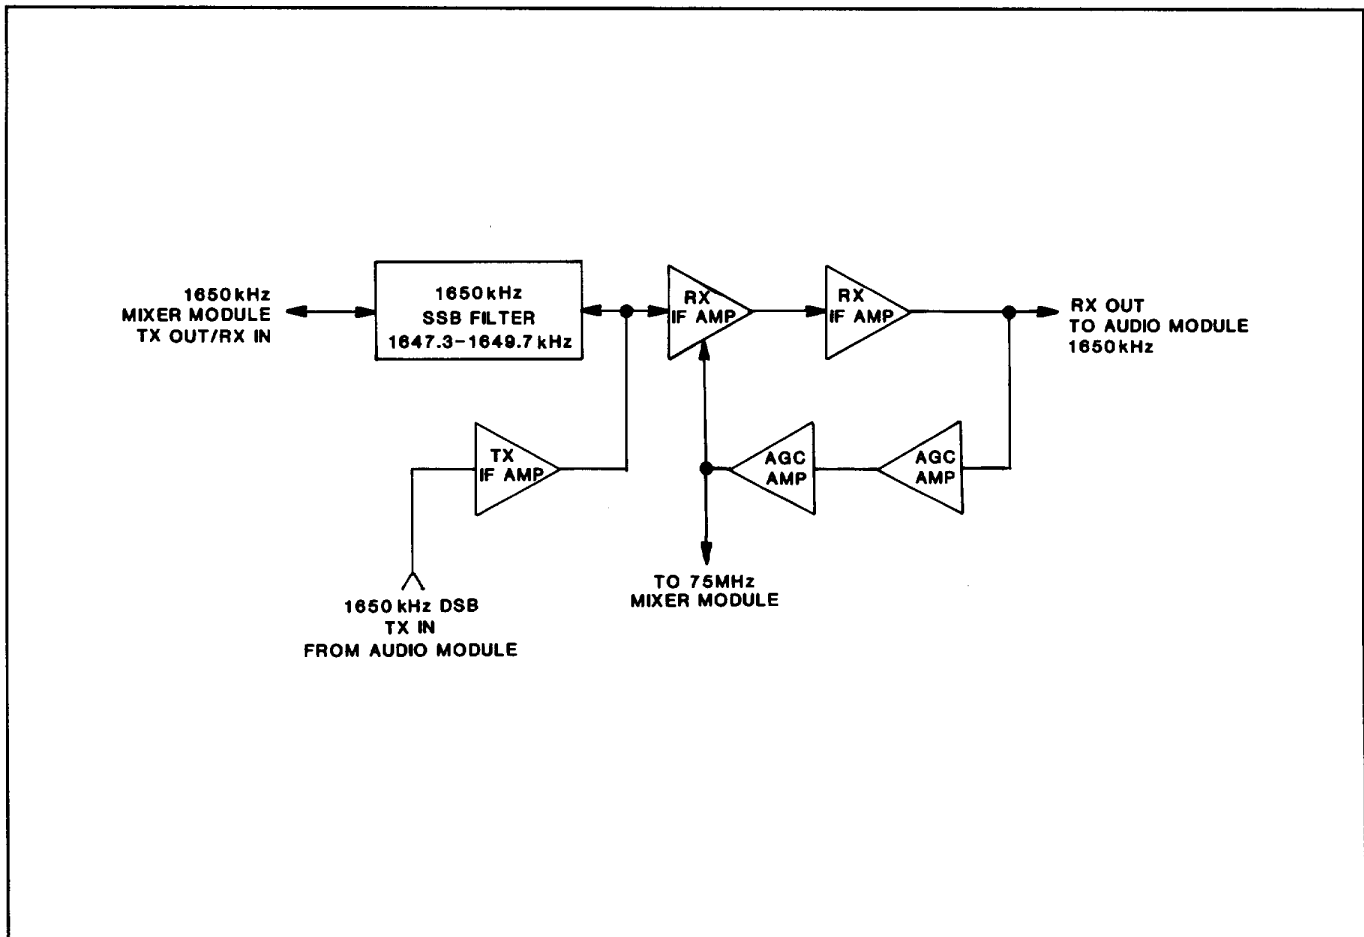 1650kHz
MIXER MODULE
TX OUT/RX IN
1650kHz
SSB FILTER
1647.3-1649.7kHz
RX
IF AMP
RX
IF AMP
RX OUT
TO AUDIO MODULE
1650kHz
TX
IF AMP
AGC
AMP
AGC
AMP
1650kHz DSB
TX IN
FROM AUDIO MODULE
TO 75MHz
MIXER MODULE